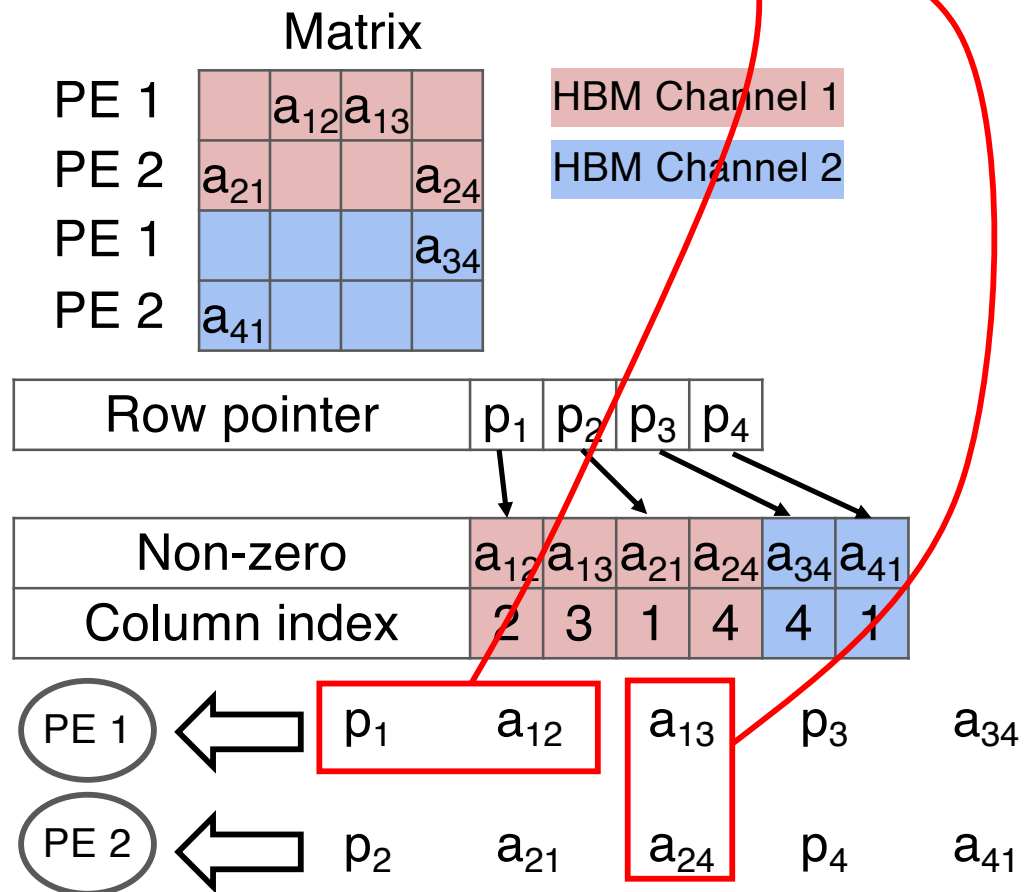 Matrix
PE 1 a₁₂ a₁₃ HBM Channel 1
PE 2 a₂₁ a₂₄ HBM Channel 2
PE 1 a₃₄
PE 2 a₄₁
Row pointer p₁ p₂ p₃ p₄
Non-zero a₁₂ a₁₃ a₂₁ a₂₄ a₃₄ a₄₁
Column index 2 3 1 4 4 1
PE 1 p₁ a₁₂ a₁₃ p₃ a₃₄
PE 2 p₂ a₂₁ a₂₄ p₄ a₄₁